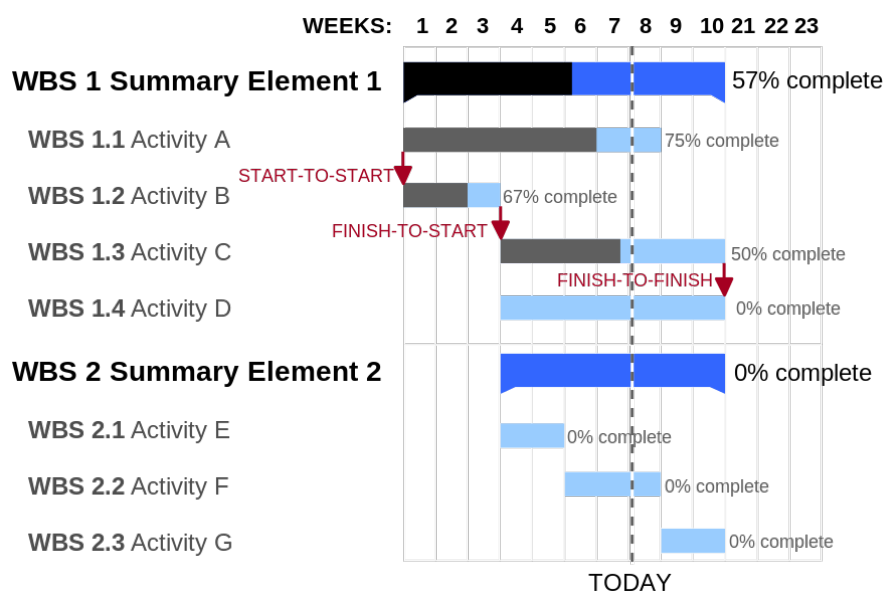 WEEKS: 1 2 3 4 5 6 7 8 9 10 21 22 23
WBS 1 Summary Element 1 57% complete
WBS 1.1 Activity A 75% complete
START-TO-START
WBS 1.2 Activity B 67% complete
FINISH-TO-START
WBS 1.3 Activity C 50% complete
FINISH-TO-FINISH
WBS 1.4 Activity D 0% complete
WBS 2 Summary Element 2 0% complete
WBS 2.1 Activity E 0% complete
WBS 2.2 Activity F 0% complete
WBS 2.3 Activity G 0% complete
TODAY